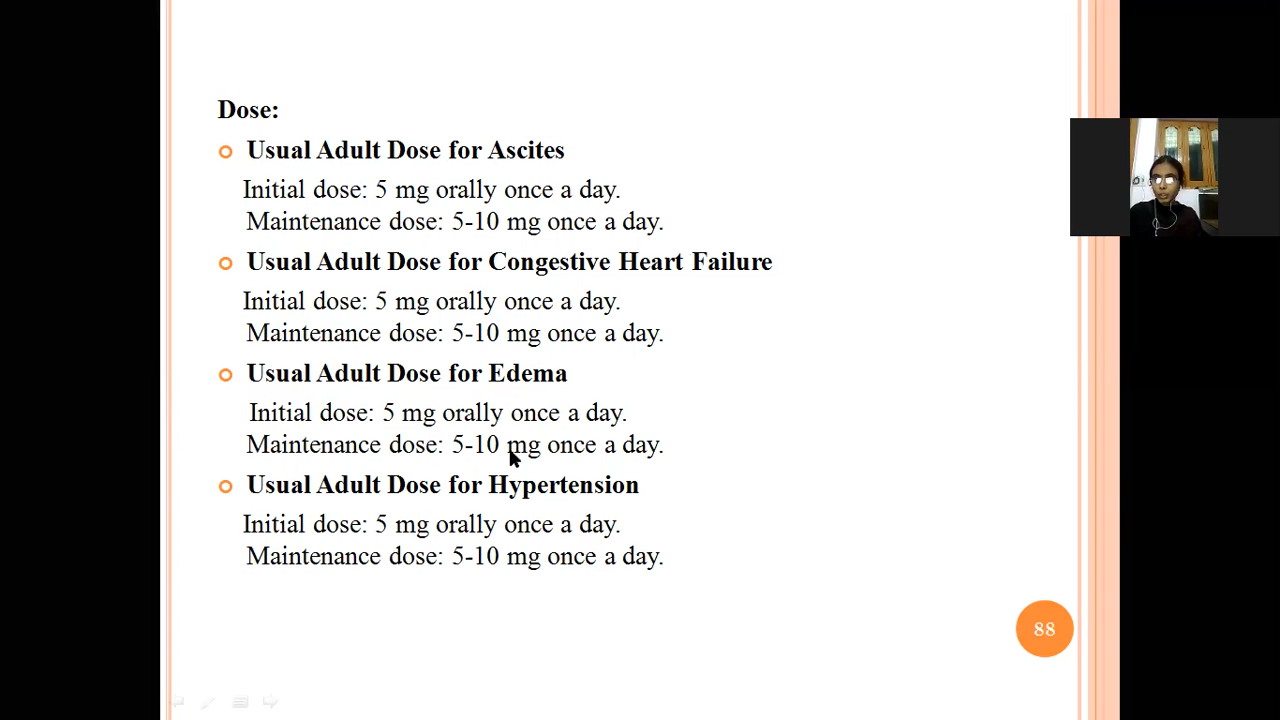 Dose:
Usual Adult Dose for Ascites
Initial dose: 5 mg orally once a day.
Maintenance dose: 5-10 mg once a day.
Usual Adult Dose for Congestive Heart Failure
Initial dose: 5 mg orally once a day.
Maintenance dose: 5-10 mg once a day.
Usual Adult Dose for Edema
Initial dose: 5 mg orally once a day.
Maintenance dose: 5-10 mg once a day.
Usual Adult Dose for Hypertension
Initial dose: 5 mg orally once a day.
Maintenance dose: 5-10 mg once a day.
88